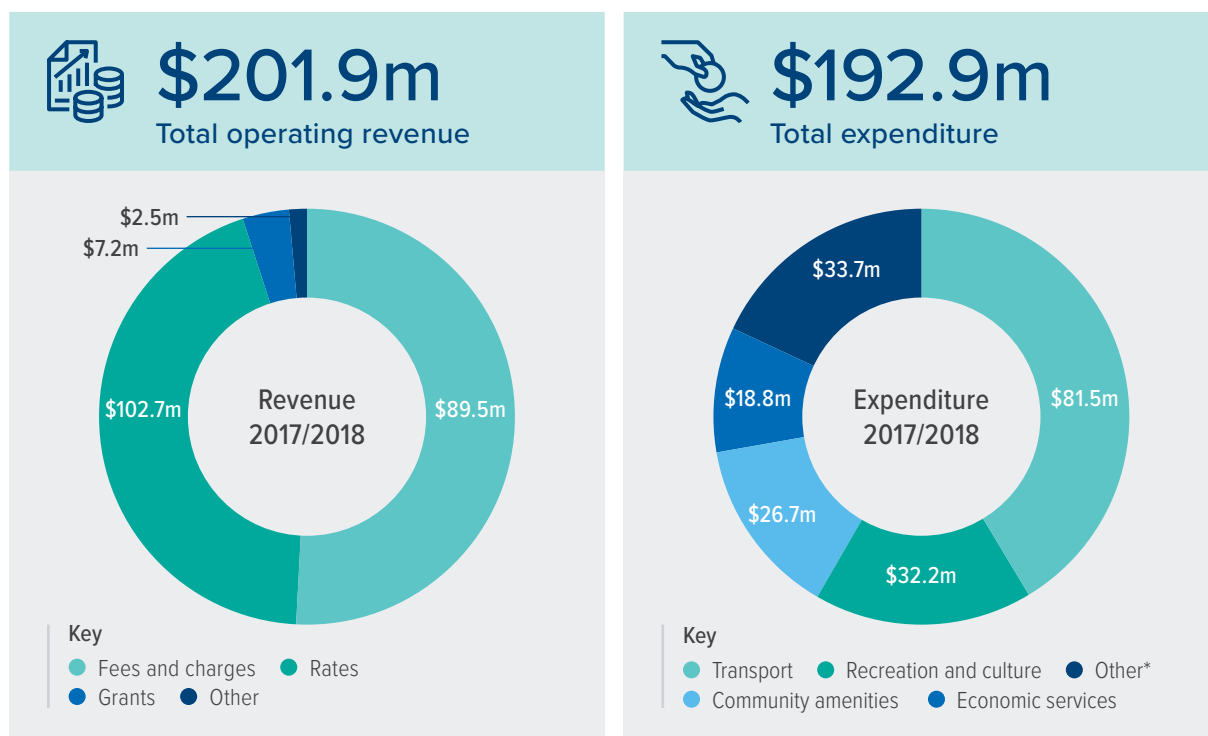 $201.9m
Total operating revenue
$2.5m
$7.2m
$102.7m
$89.5m
Revenue
2017/2018
Key
Fees and charges
Rates
Grants
Other
$192.9m
Total expenditure
$33.7m
$81.5m
$18.8m
$26.7m
$32.2m
Expenditure
2017/2018
Key
Transport
Recreation and culture
Other*
Community amenities
Economic services